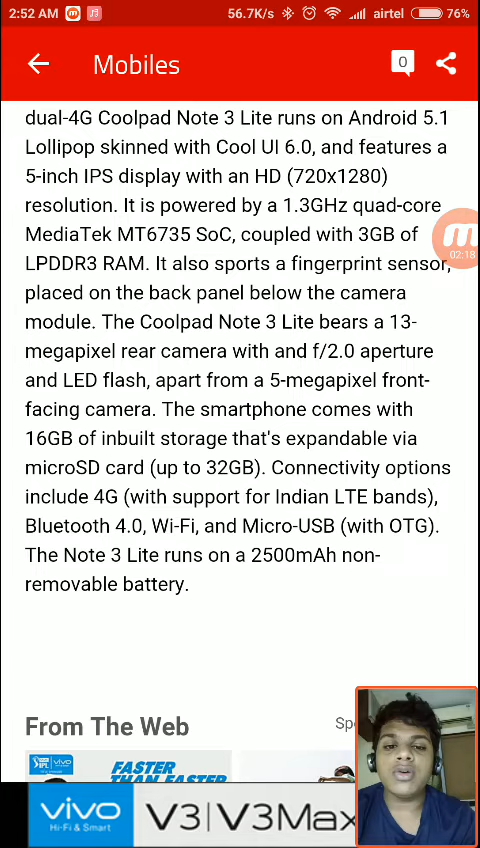 2:52 AM 56.7K/s airtel 76%
Mobiles 0
dual-4G Coolpad Note 3 Lite runs on Android 5.1
Lollipop skinned with Cool UI 6.0, and features a
5-inch IPS display with an HD (720x1280)
resolution. It is powered by a 1.3GHz quad-core
MediaTek MT6735 SoC, coupled with 3GB of
LPDDR3 RAM. It also sports a fingerprint sensor,
02:18
placed on the back panel below the camera
module. The Coolpad Note 3 Lite bears a 13-
megapixel rear camera with and f/2.0 aperture
and LED flash, apart from a 5-megapixel front-
facing camera. The smartphone comes with
16GB of inbuilt storage that's expandable via
microSD card (up to 32GB). Connectivity options
include 4G (with support for Indian LTE bands),
Bluetooth 4.0, Wi-Fi, and Micro-USB (with OTG).
The Note 3 Lite runs on a 2500mAh non-
removable battery.
From The Web
IPL vivo
FASTER
THAN FASTER
vivo
Hi-Fi & Smart
V3|V3Max